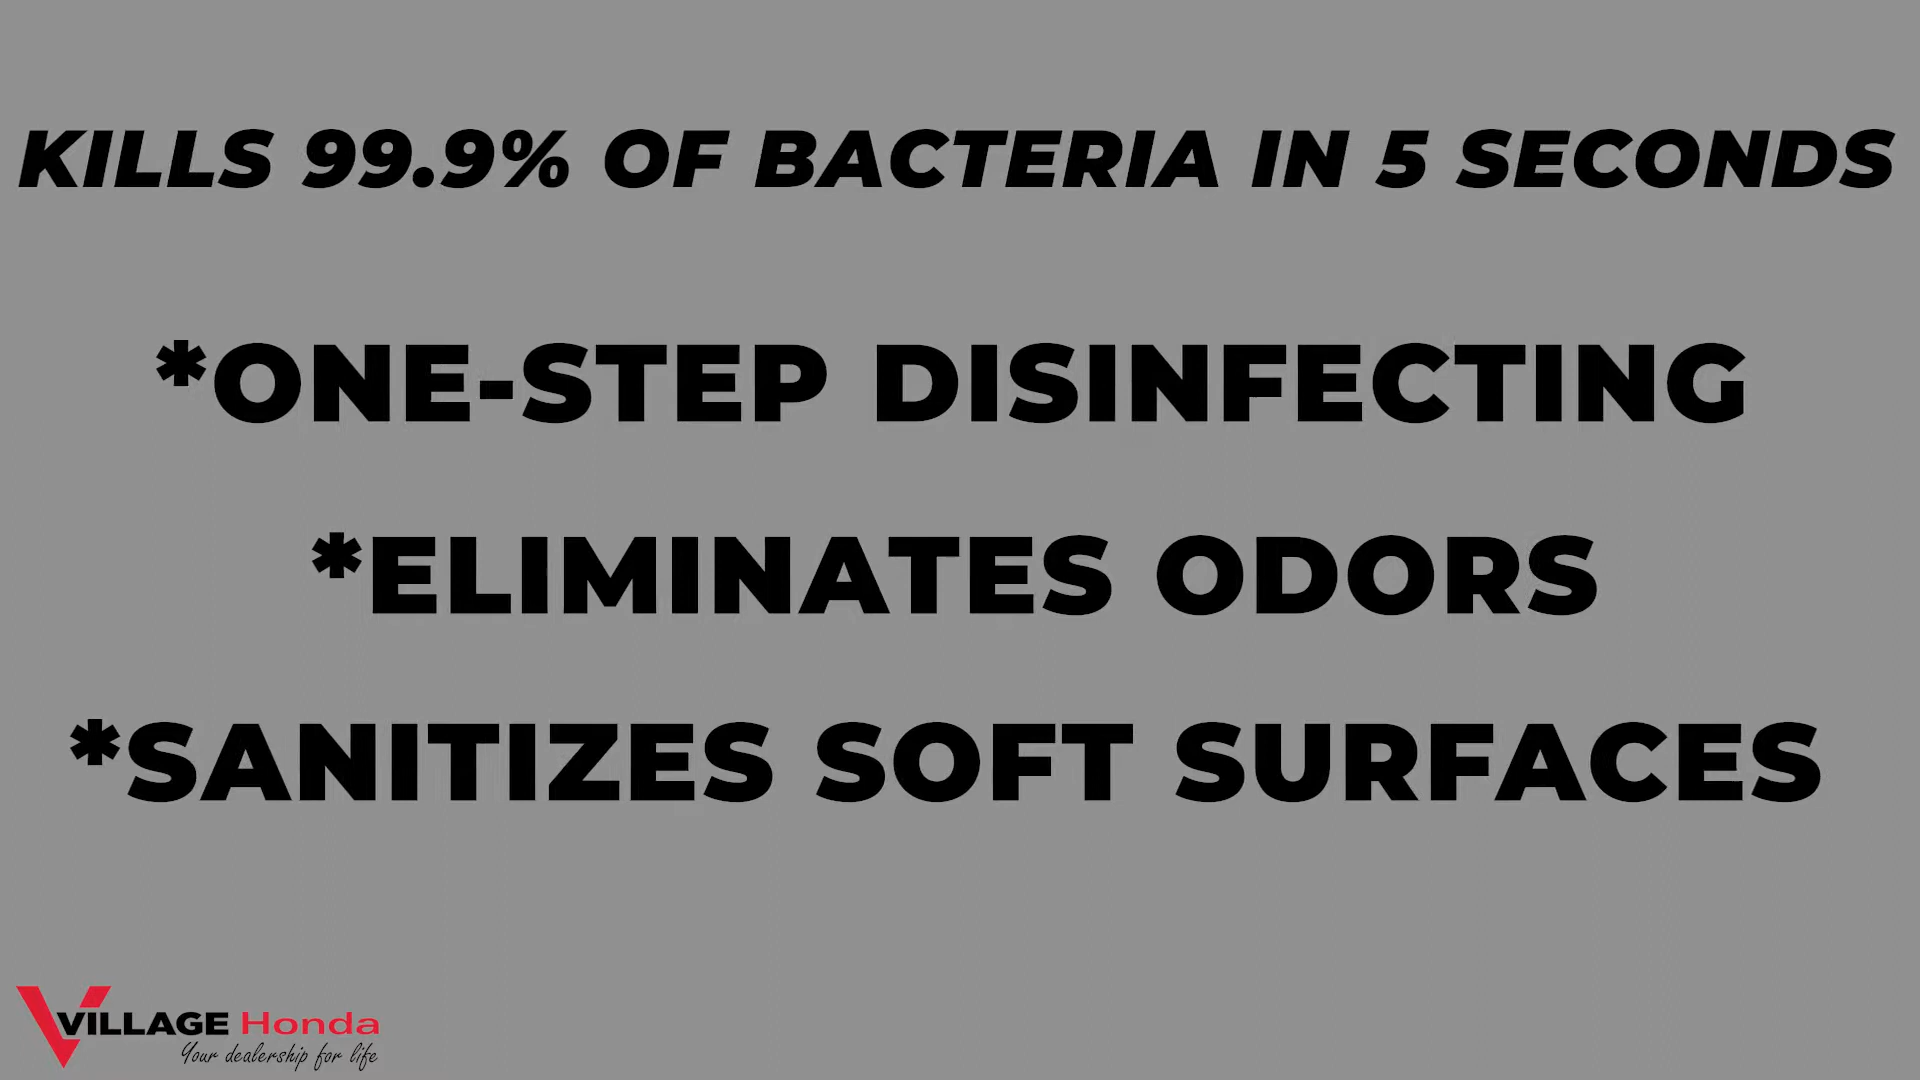 KILLS 99.9% OF BACTERIA IN 5 SECONDS
*ONE-STEP DISINFECTING
*ELIMINATES ODORS
*SANITIZES SOFT SURFACES
VILLAGE Honda
Your dealership for life